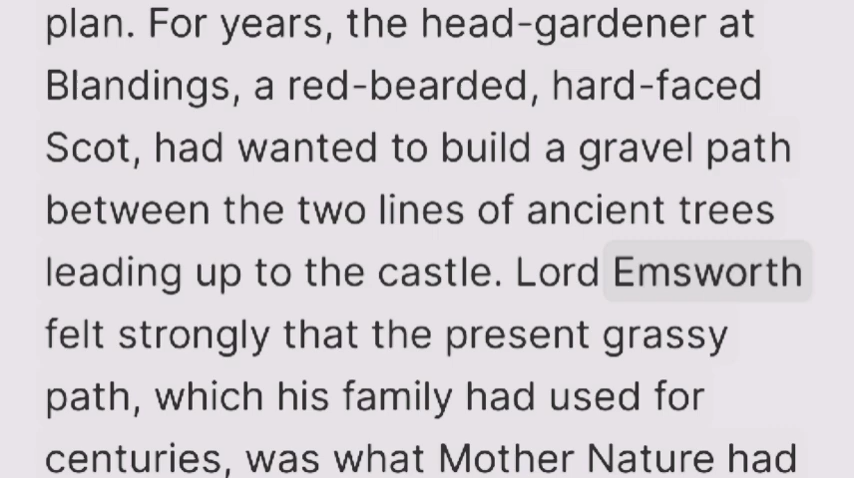 plan. For years, the head-gardener at
Blandings, a red-bearded, hard-faced
Scot, had wanted to build a gravel path
between the two lines of ancient trees
leading up to the castle. Lord Emsworth
felt strongly that the present grassy
path, which his family had used for
centuries, was what Mother Nature had